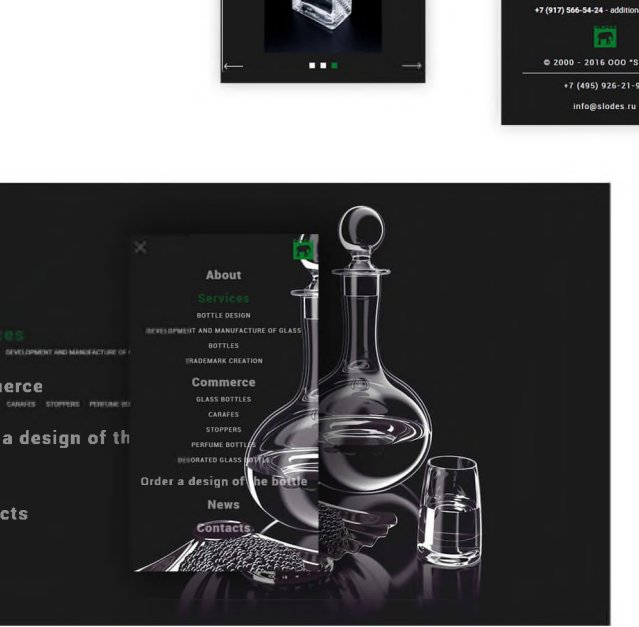 +7 (917) 566-54-24 - addition
© 2000 - 2016 ООО "S
+7 (495) 926-21-9
info@slodes.ru
About
Services
BOTTLE DESIGN
DEVELOPMENT AND MANUFACTURE OF GLASS
BOTTLES
TRADEMARK CREATION
Commerce
GLASS BOTTLES
CARAFES
STOPPERS
PERFUME BOTTLES
DECORATED GLASS BOTTLE
Order a design of the bottle
News
Contacts
es
DEVELOPMENT AND MANUFACTURE OF
erce
CARAFES STOPPERS PERFUME BO
a design of th
cts